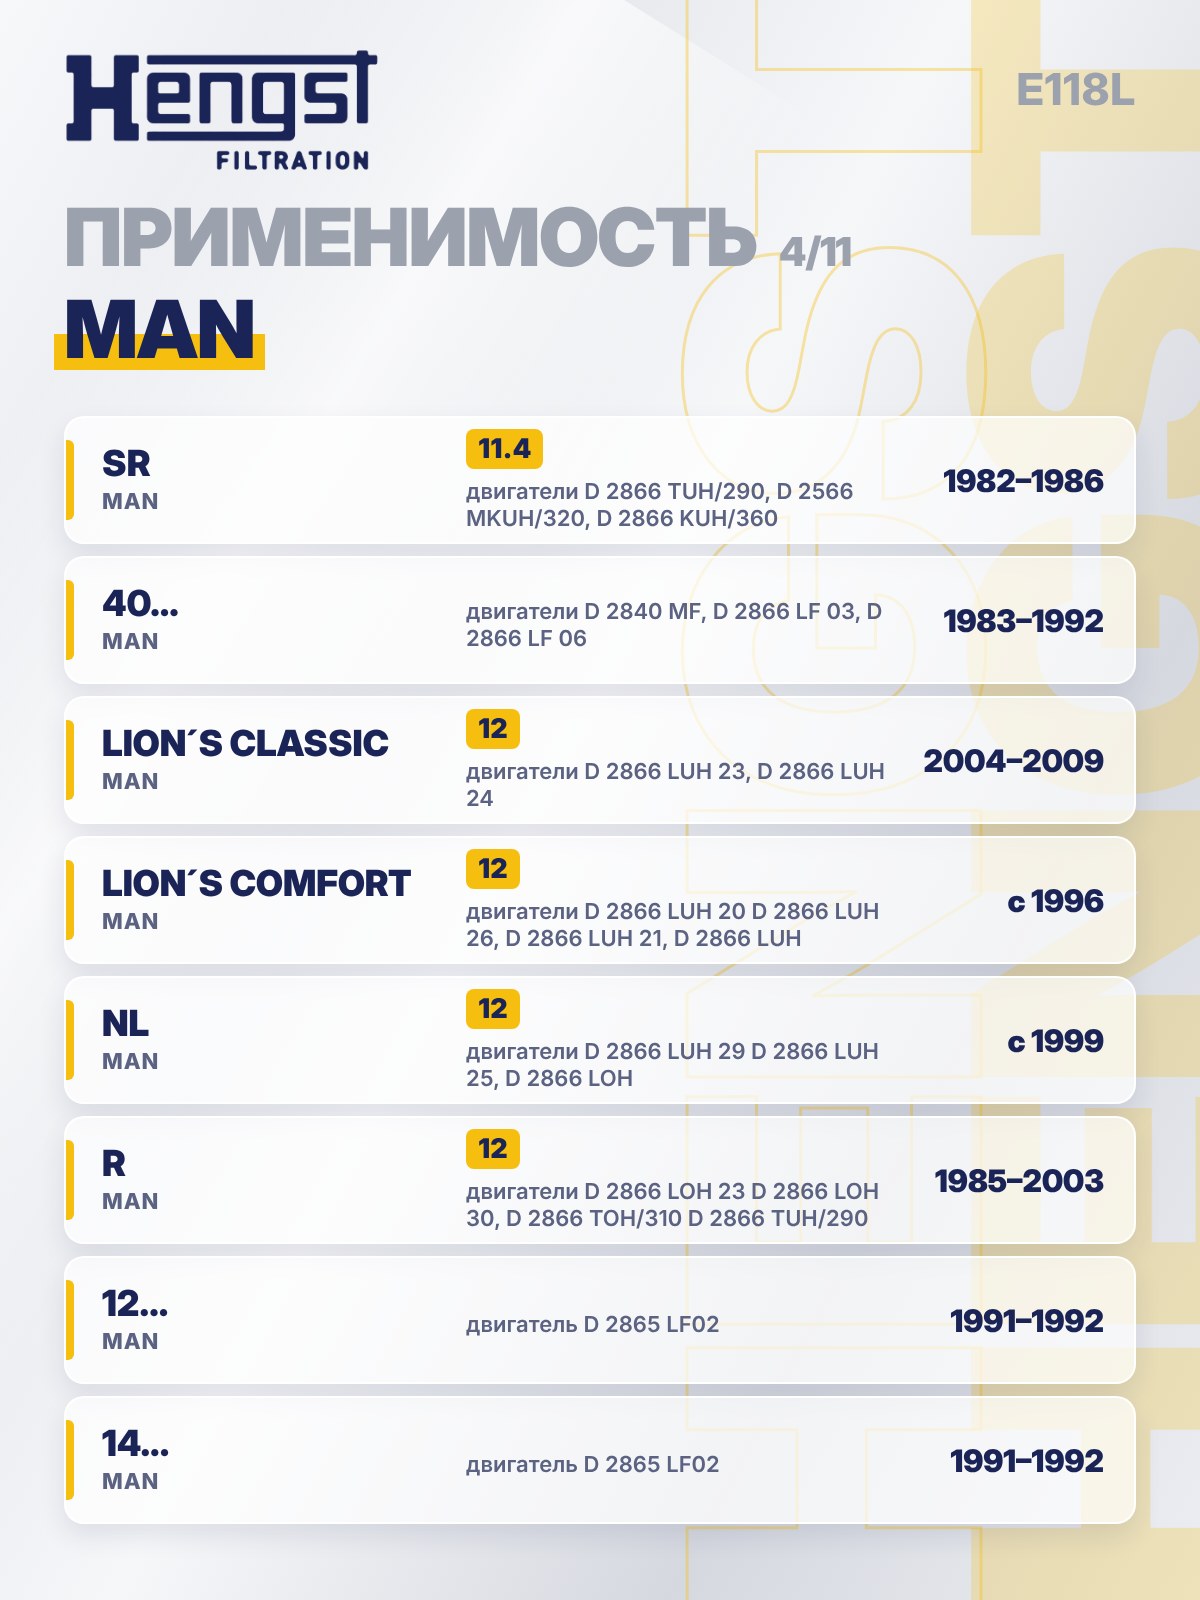 Hengst
FILTRATION
E118L
ПРИМЕНИМОСТЬ 4/11
MAN
SR
MAN
11.4
двигатели D 2866 TUH/290, D 2566
MKUH/320, D 2866 KUH/360
1982–1986
40...
MAN
двигатели D 2840 MF, D 2866 LF 03, D
2866 LF 06
1983–1992
LION´S CLASSIC
MAN
12
двигатели D 2866 LUH 23, D 2866 LUH
24
2004–2009
LION´S COMFORT
MAN
12
двигатели D 2866 LUH 20 D 2866 LUH
26, D 2866 LUH 21, D 2866 LUH
с 1996
NL
MAN
12
двигатели D 2866 LUH 29 D 2866 LUH
25, D 2866 LOH
с 1999
R
MAN
12
двигатели D 2866 LOH 23 D 2866 LOH
30, D 2866 TOH/310 D 2866 TUH/290
1985–2003
12...
MAN
двигатель D 2865 LF02
1991–1992
14...
MAN
двигатель D 2865 LF02
1991–1992
HENGST
HENGST